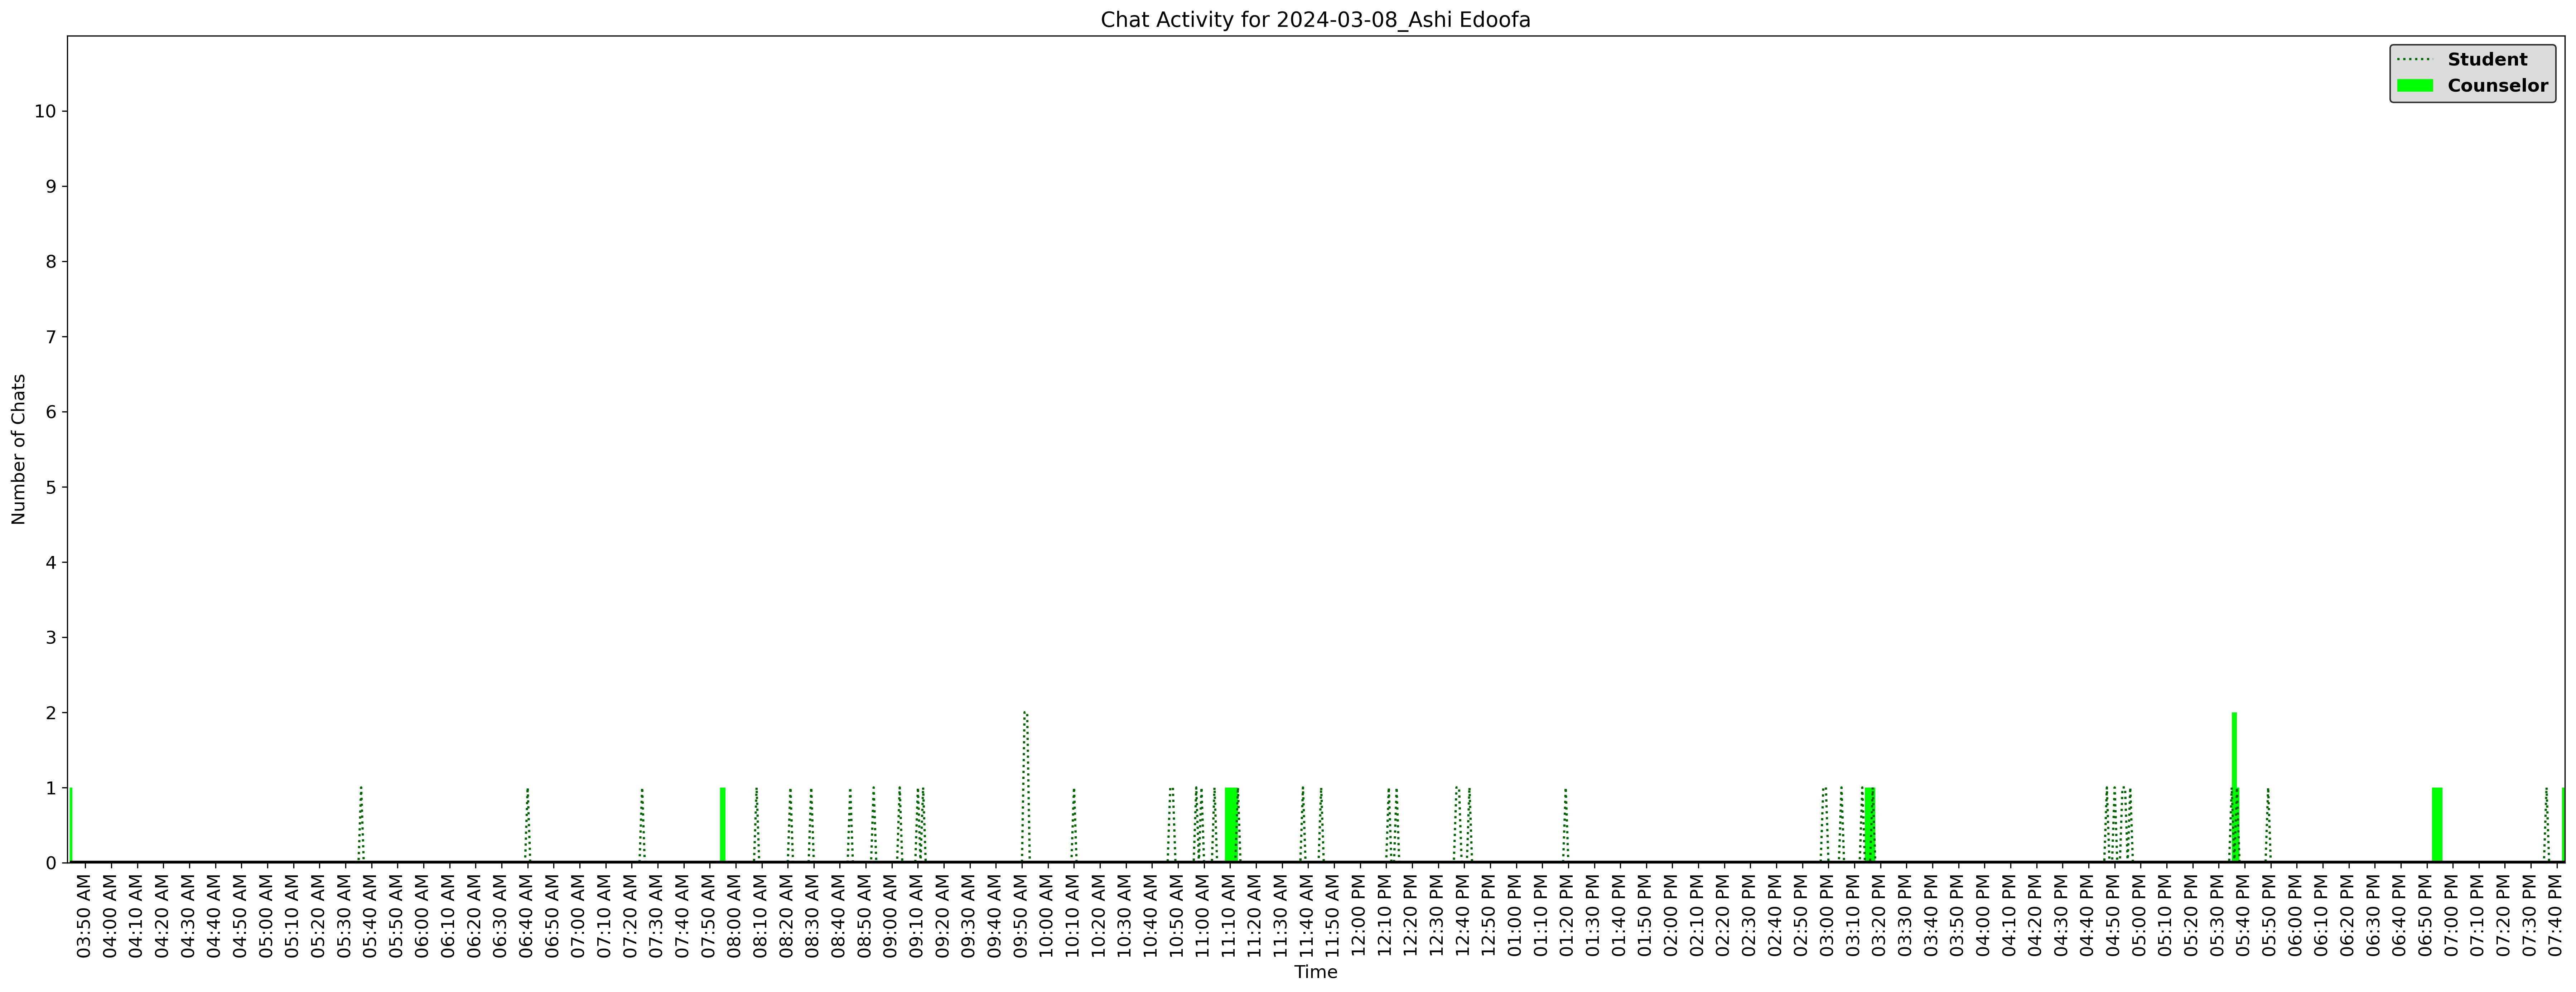 Chat Activity for 2024-03-08_Ashi Edoofa
Student
Counselor
Number of Chats
10
9
8
7
6
5
4
3
2
1
0
03:50 AM
04:00 AM
04:10 AM
04:20 AM
04:30 AM
04:40 AM
04:50 AM
05:00 AM
05:10 AM
05:20 AM
05:30 AM
05:40 AM
05:50 AM
06:00 AM
06:10 AM
06:20 AM
06:30 AM
06:40 AM
06:50 AM
07:00 AM
07:10 AM
07:20 AM
07:30 AM
07:40 AM
07:50 AM
08:00 AM
08:10 AM
08:20 AM
08:30 AM
08:40 AM
08:50 AM
09:00 AM
09:10 AM
09:20 AM
09:30 AM
09:40 AM
09:50 AM
10:00 AM
10:10 AM
10:20 AM
10:30 AM
10:40 AM
10:50 AM
11:00 AM
11:10 AM
11:20 AM
11:30 AM
11:40 AM
11:50 AM
12:00 PM
12:10 PM
12:20 PM
12:30 PM
12:40 PM
12:50 PM
01:00 PM
01:10 PM
01:20 PM
01:30 PM
01:40 PM
01:50 PM
02:00 PM
02:10 PM
02:20 PM
02:30 PM
02:40 PM
02:50 PM
03:00 PM
03:10 PM
03:20 PM
03:30 PM
03:40 PM
03:50 PM
04:00 PM
04:10 PM
04:20 PM
04:30 PM
04:40 PM
04:50 PM
05:00 PM
05:10 PM
05:20 PM
05:30 PM
05:40 PM
05:50 PM
06:00 PM
06:10 PM
06:20 PM
06:30 PM
06:40 PM
06:50 PM
07:00 PM
07:10 PM
07:20 PM
07:30 PM
07:40 PM
Time